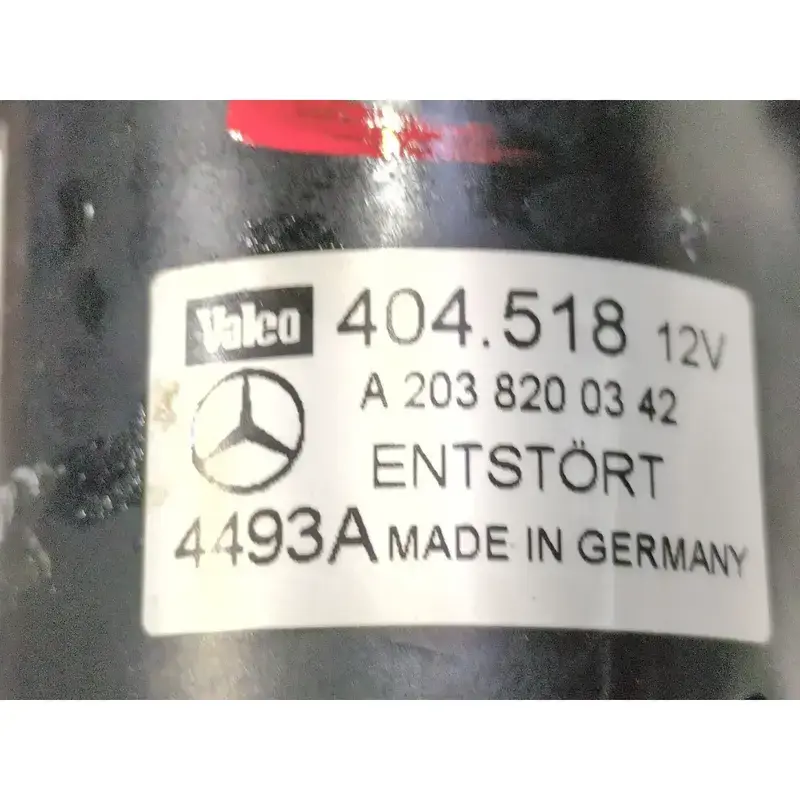 Valeo 404.518 12V
A 203 820 03 42
ENTSTÖRT
4493A MADE IN GERMANY